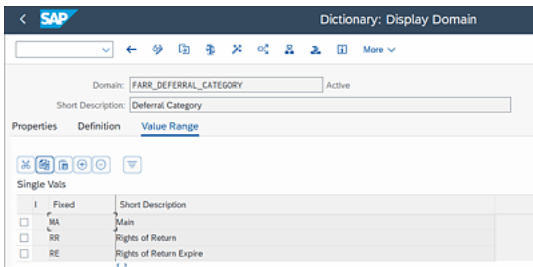 SAP Dictionary: Display Domain
More
Domain: FARR_DEFERRAL_CATEGORY Active
Short Description: Deferral Category
Properties Definition Value Range
Single Vals
I Fixed Short Description
MA Main
RR Rights of Return
RE Rights of Return Expire